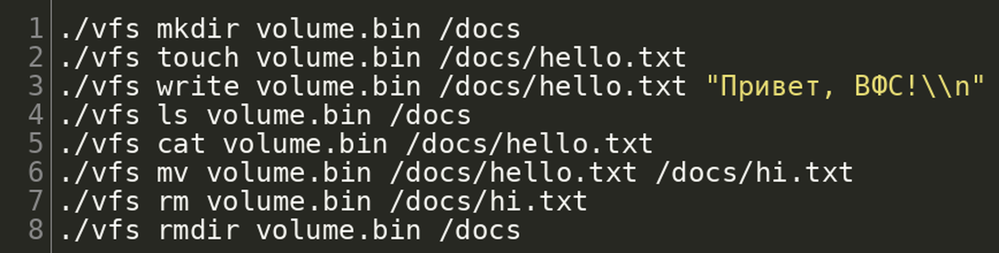 1 ./vfs mkdir volume.bin /docs
2 ./vfs touch volume.bin /docs/hello.txt
3 ./vfs write volume.bin /docs/hello.txt "Привет, ВФС!\\n"
4 ./vfs ls volume.bin /docs
5 ./vfs cat volume.bin /docs/hello.txt
6 ./vfs mv volume.bin /docs/hello.txt /docs/hi.txt
7 ./vfs rm volume.bin /docs/hi.txt
8 ./vfs rmdir volume.bin /docs